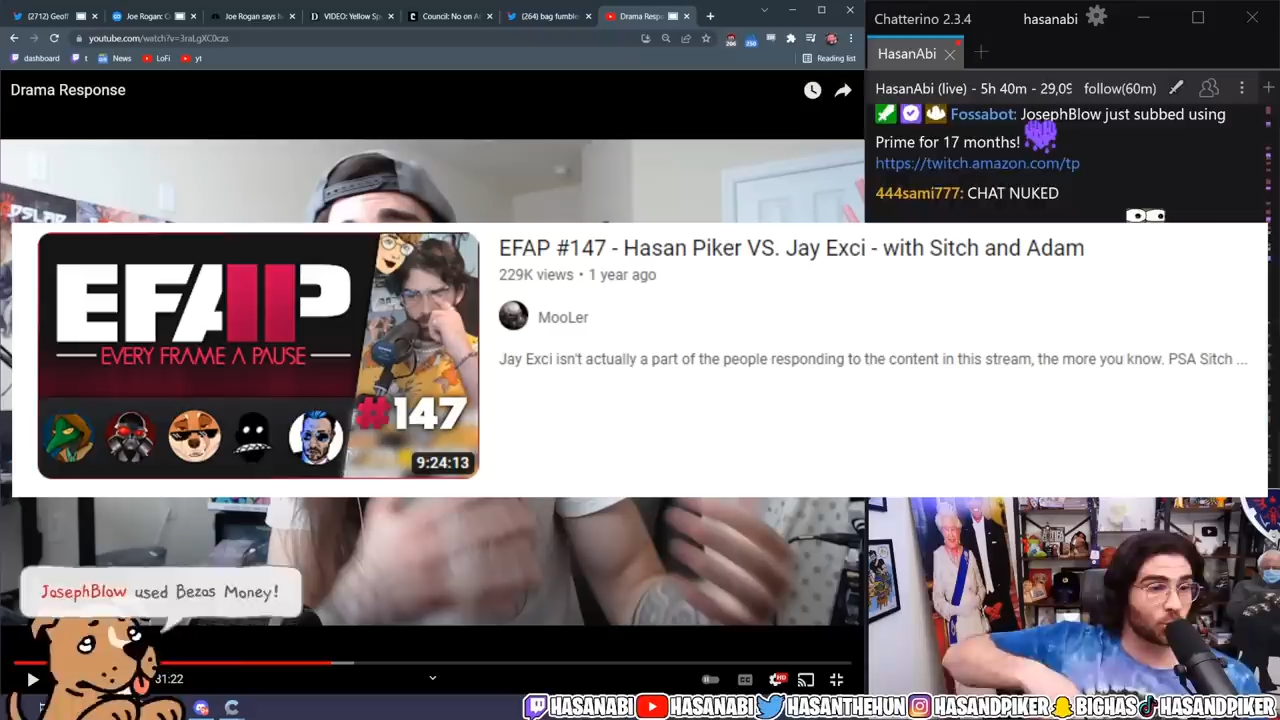 (2712) Geoff
Joe Rogan: C
Joe Rogan says h
VIDEO: Yellow Sp
Council: No on A
(264) bag fumble
Drama Respo
youtube.com/watch?v=3raLgXC0czs
dashboard
t
News
LoFi
yt
Reading list
Drama Response
Chatterino 2.3.4
hasanabi
HasanAbi
HasanAbi (live) - 5h 40m - 29,09
follow(60m)
Fossabot: JosephBlow just subbed using
Prime for 17 months!
https://twitch.amazon.com/tp
444sami777: CHAT NUKED
EFAP
EVERY FRAME A PAUSE
#147
9:24:13
EFAP #147 - Hasan Piker VS. Jay Exci - with Sitch and Adam
229K views • 1 year ago
MooLer
Jay Exci isn't actually a part of the people responding to the content in this stream, the more you know. PSA Sitch ...
JosephBlow used Bezos Money!
31:22
CC
HD
HASANABI
HASANABI
HASANTHEHUN
HASANDPIKER
BIGHAS
HASANDPIKER